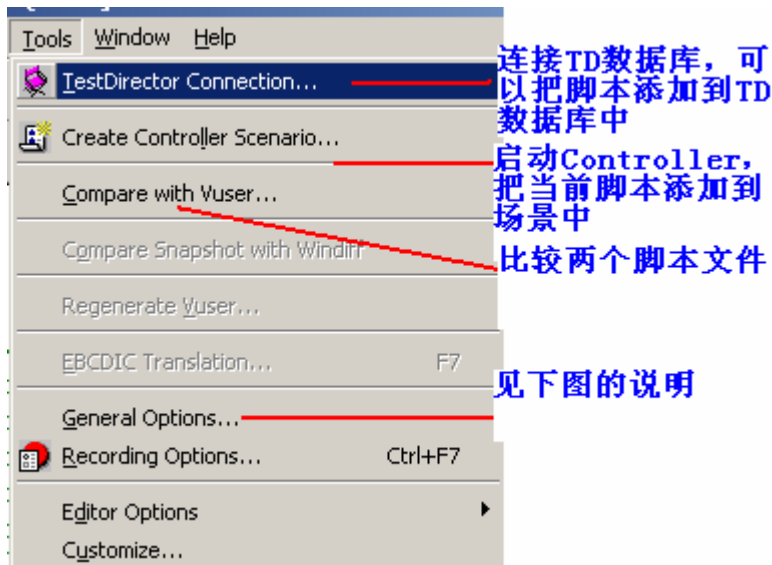 Tools Window Help
TestDirector Connection...
连接TD数据库，可
以把脚本添加到TD
数据库中
Create Controller Scenario...
启动Controller，
把当前脚本添加到
场景中
Compare with Vuser...
比较两个脚本文件
Compare Snapshot with Windiff
Regenerate Vuser...
EBCDIC Translation... F7
见下图的说明
General Options...
Recording Options... Ctrl+F7
Editor Options
Customize...